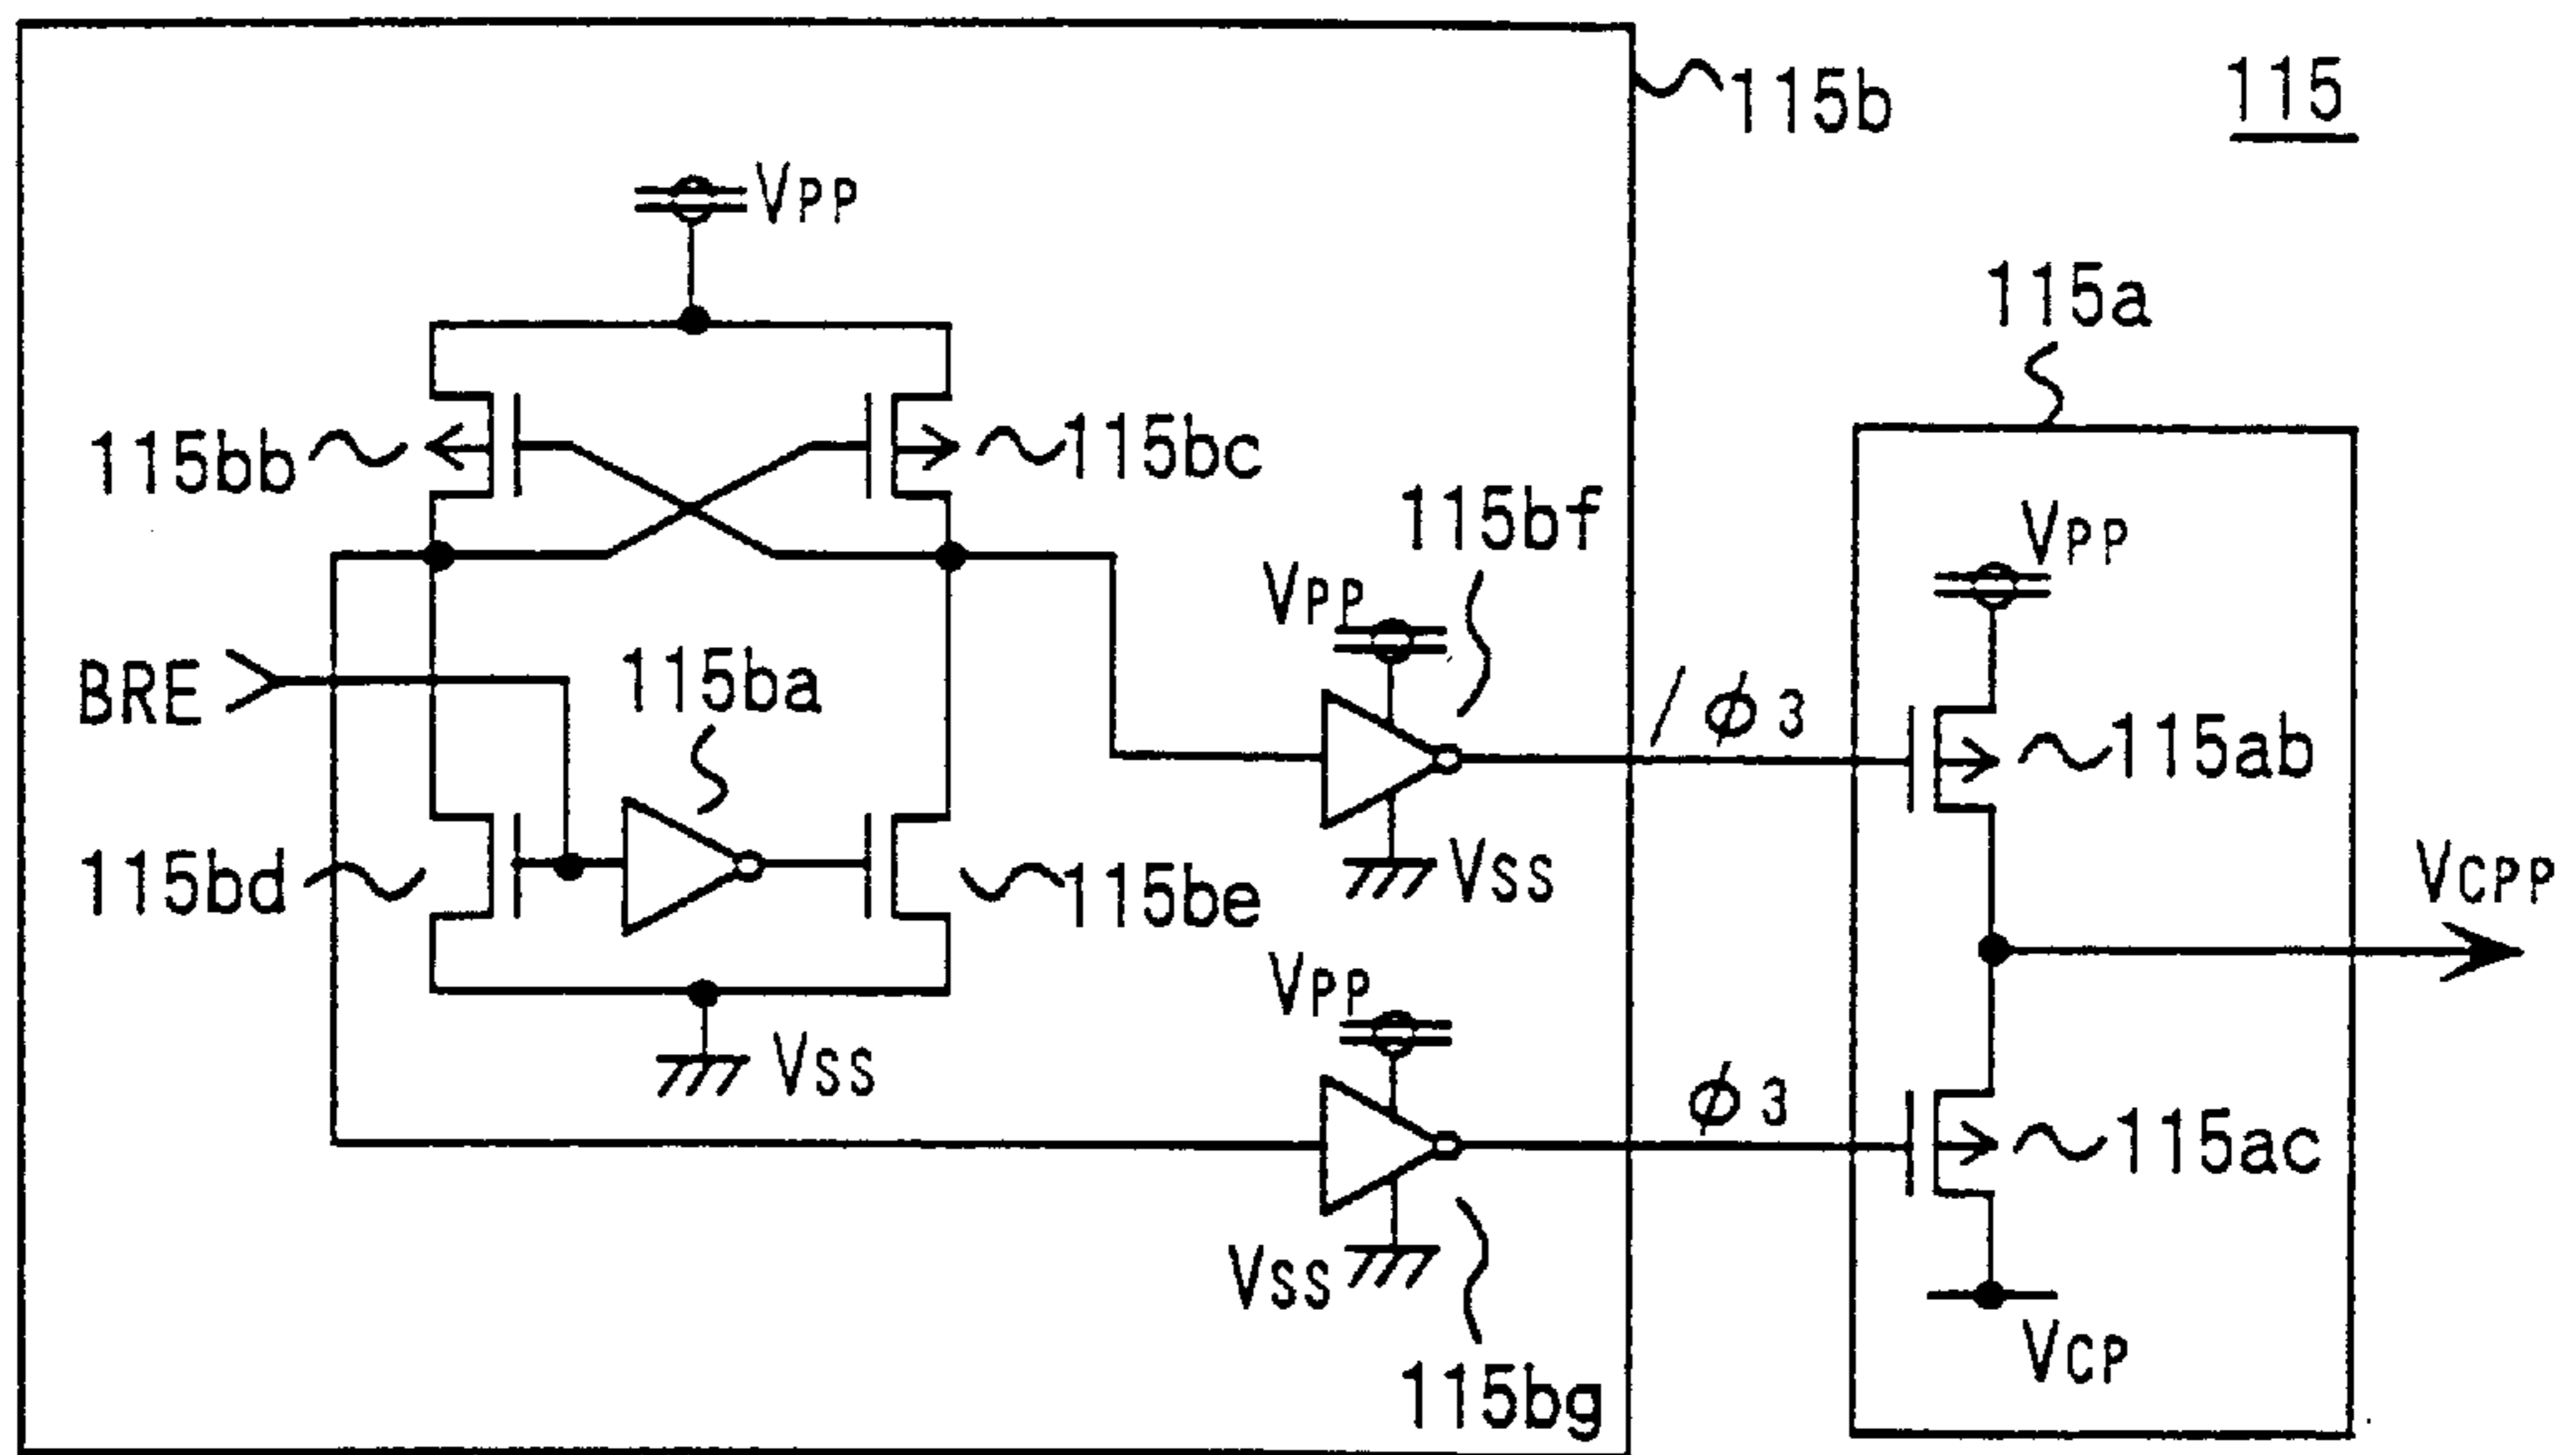 115b
115
VPP
115a
115bb
115bc
115bf
VPP
VPP
BRE
115ba
/φ3
115ab
115bd
115be
VSS
VCPP
VPP
VSS
φ3
115ac
VSS
VCP
115bg